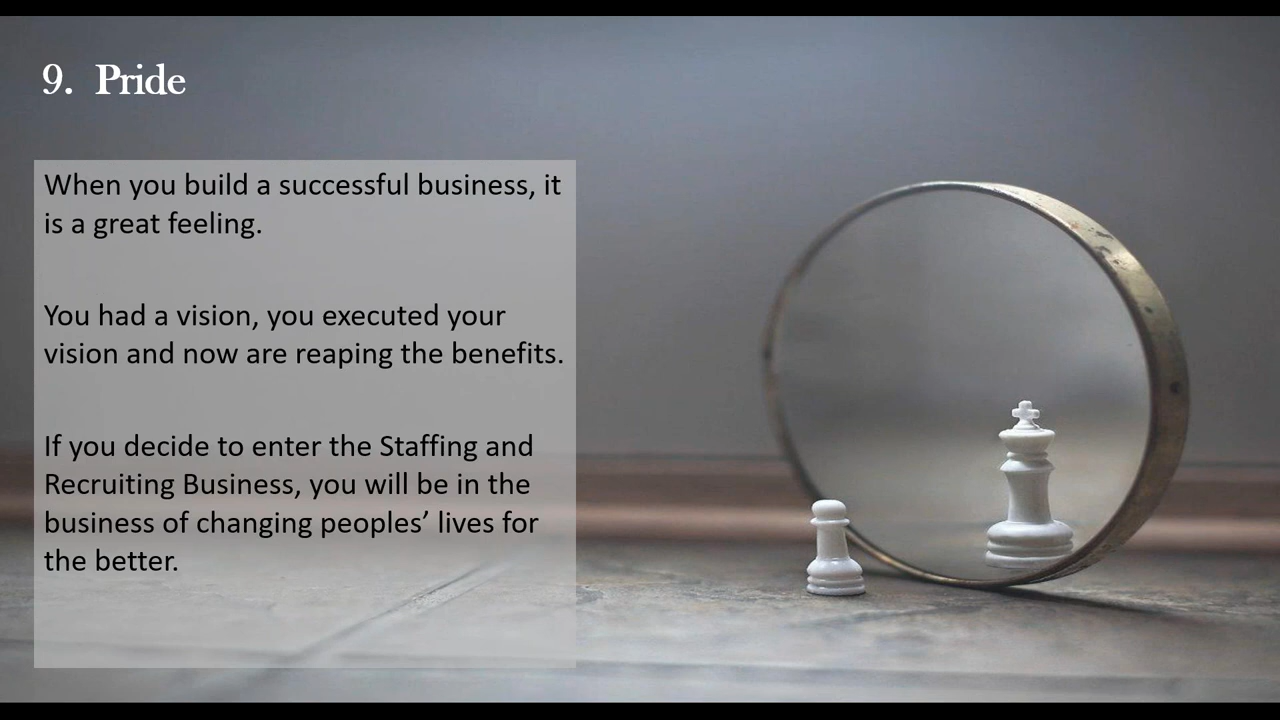 9. Pride
When you build a successful business, it
is a great feeling.
You had a vision, you executed your
vision and now are reaping the benefits.
If you decide to enter the Staffing and
Recruiting Business, you will be in the
business of changing peoples’ lives for
the better.